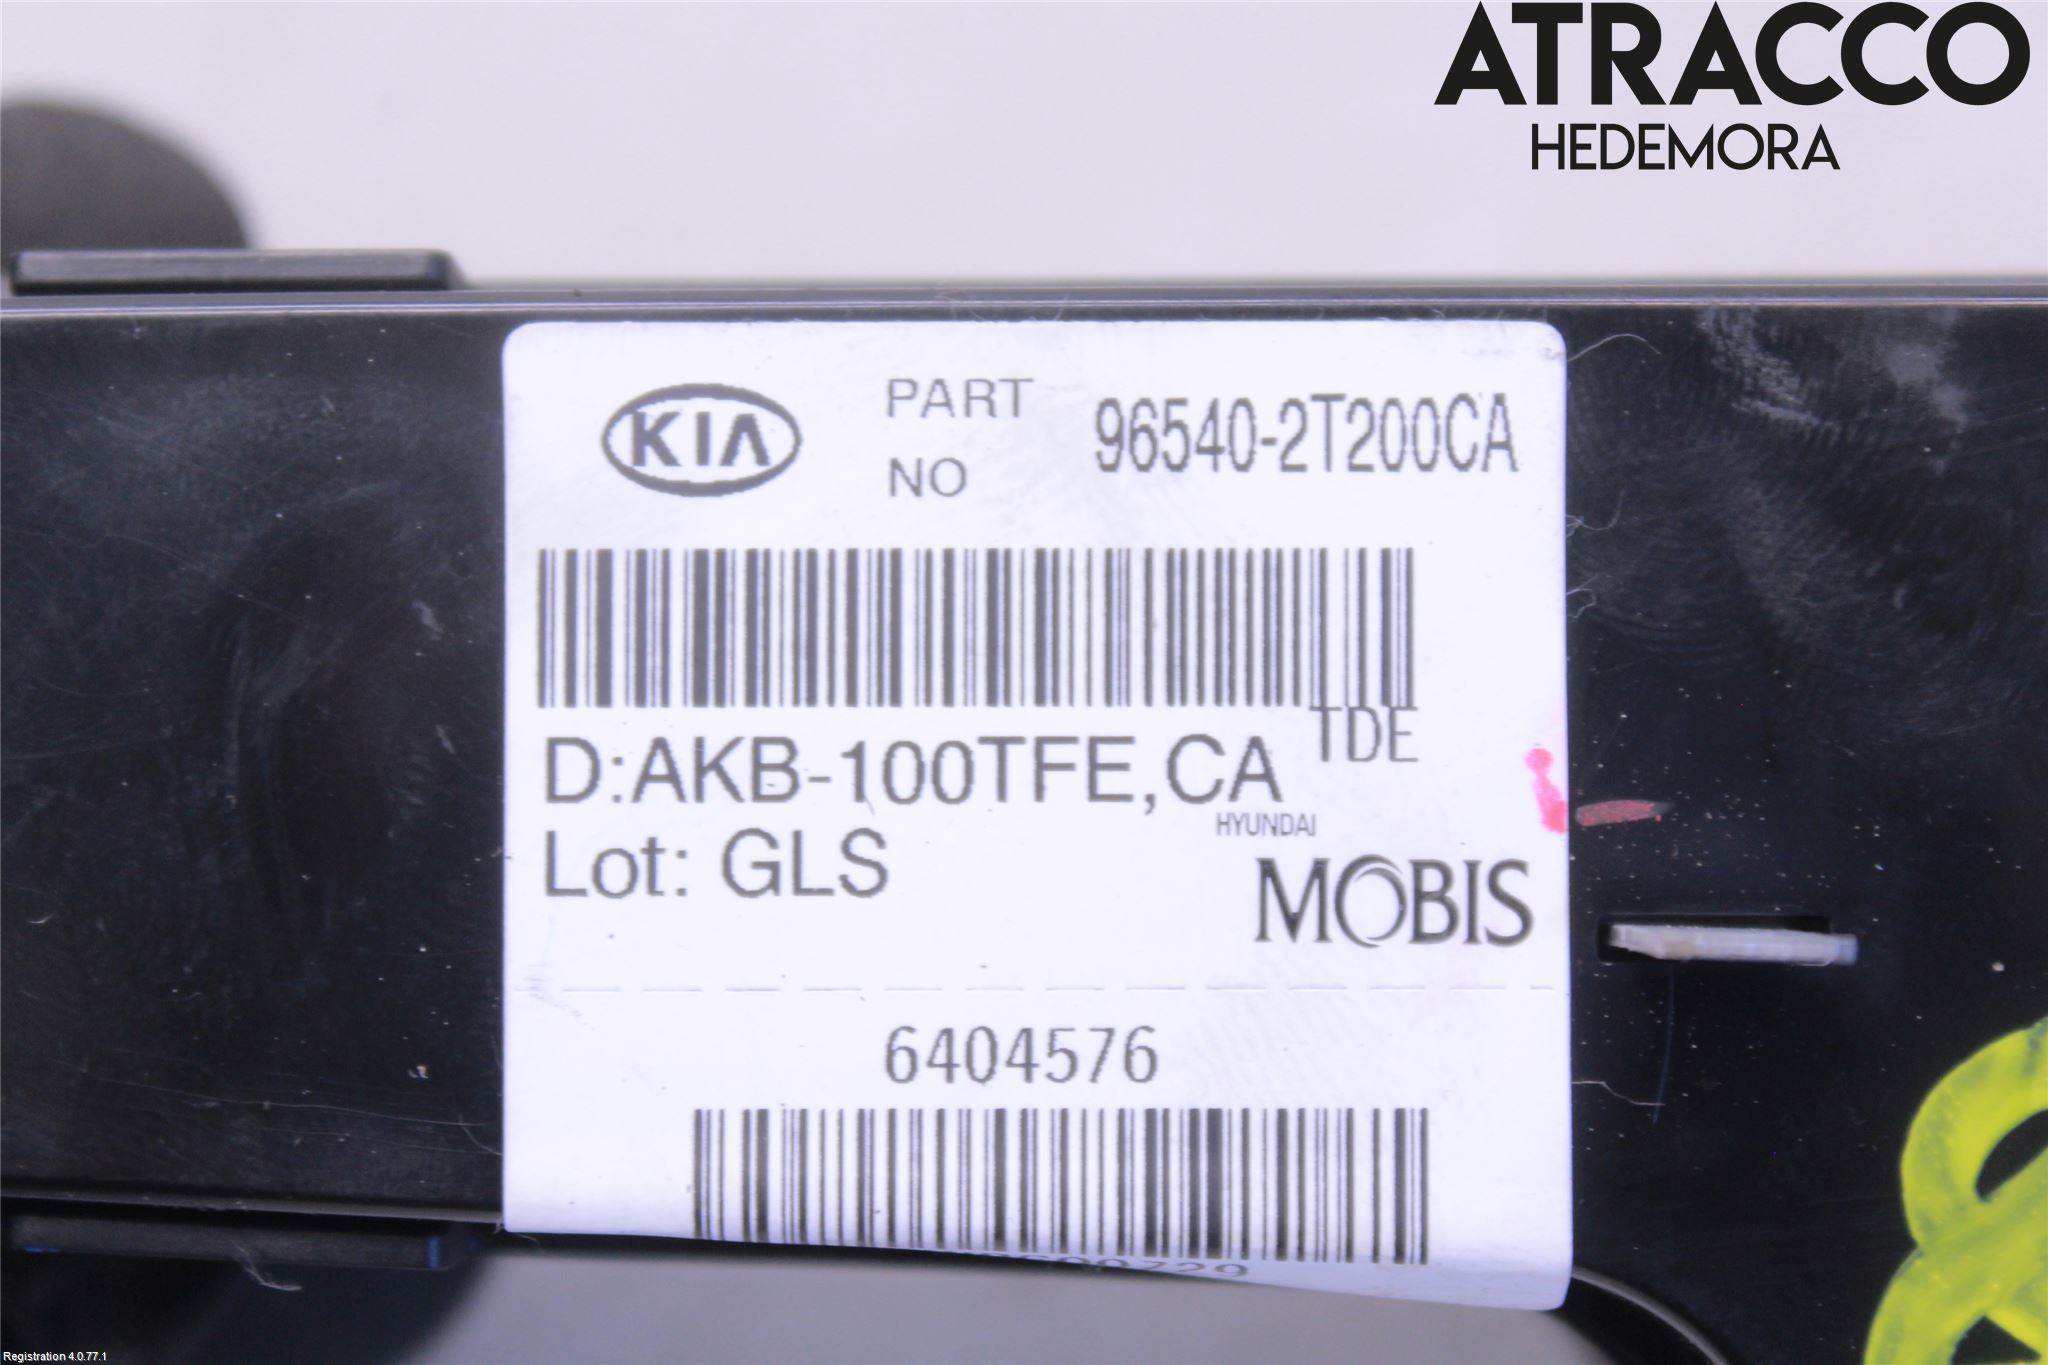 ATRACCO
HEDEMORA
KIA
PART NO 96540-2T200CA
TDE
D:AKB-100TFE,CA
HYUNDAI
Lot: GLS
MOBIS
6404576
Registration 4.0.77.1